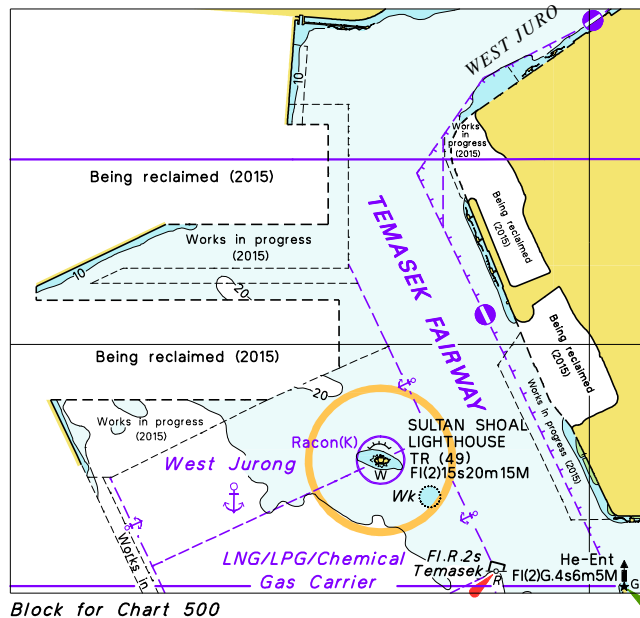 WEST JURO
10
Works
in
progress
(2015)
Being reclaimed (2015)
Being reclaimed
TEMASEK FAIRWAY
Works in progress
(2015)
10
20
Being reclaimed (2015)
Being reclaimed
20
Works in progress (2015)
Works in progress
(2015)
SULTAN SHOAL
LIGHTHOUSE
TR (49)
Fl(2)15s20m15M
Racon(K)
W
West Jurong
Wk
LNG/LPG/Chemical
Gas Carrier
Fl.R.2s
Temasek
R
He-Ent
Fl(2)G.4s6m5M
G
Works in
Block for Chart 500